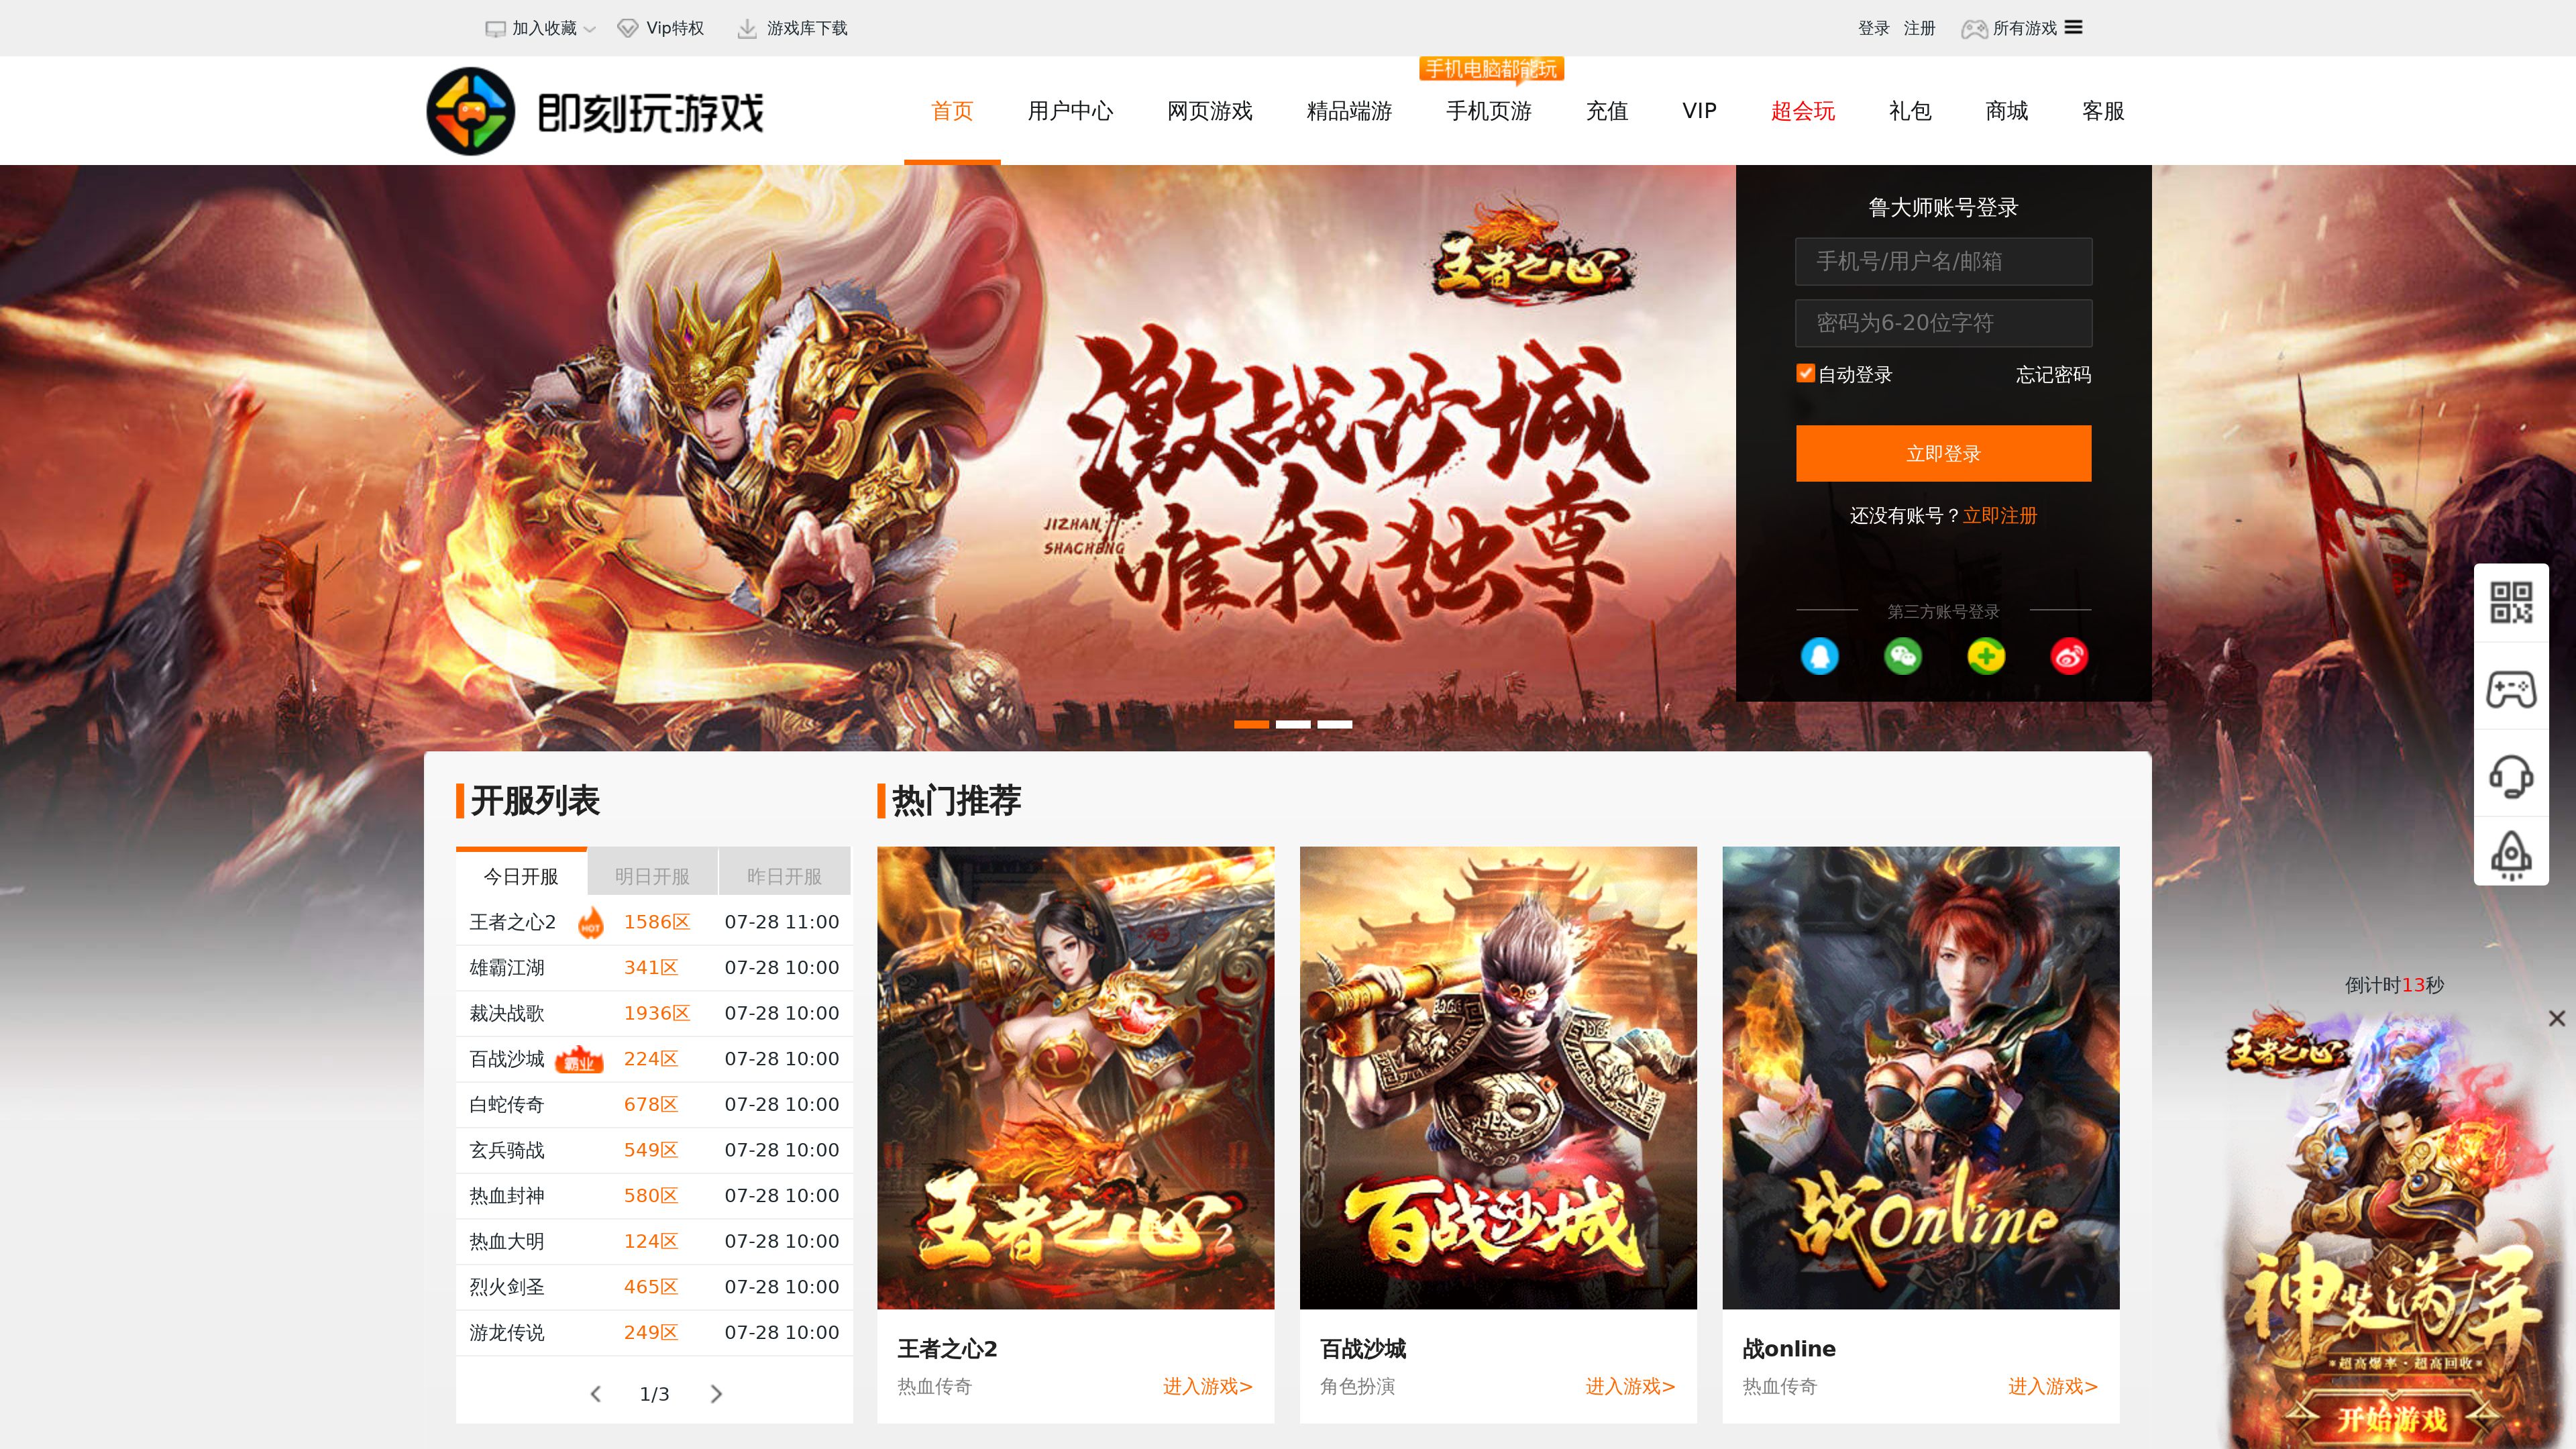 加入收藏 Vip特权 游戏库下载 登录 注册 所有游戏
手机电脑都能玩
即刻玩游戏 首页 用户中心 网页游戏 精品端游 手机页游 充值 VIP 超会玩 礼包 商城 客服
王者之心2
激战沙城
唯我独尊
JIZHAN
SHACHENG
鲁大师账号登录
手机号/用户名/邮箱
密码为6-20位字符
自动登录 忘记密码
立即登录
还没有账号？立即注册
第三方账号登录
开服列表
今日开服 明日开服 昨日开服
王者之心2 HOT 1586区 07-28 11:00
雄霸江湖 341区 07-28 10:00
裁决战歌 1936区 07-28 10:00
百战沙城 霸业 224区 07-28 10:00
白蛇传奇 678区 07-28 10:00
玄兵骑战 549区 07-28 10:00
热血封神 580区 07-28 10:00
热血大明 124区 07-28 10:00
烈火剑圣 465区 07-28 10:00
游龙传说 249区 07-28 10:00
1/3
热门推荐
王者之心2
王者之心2
热血传奇 进入游戏>
百战沙城
百战沙城
角色扮演 进入游戏>
战Online
战online
热血传奇 进入游戏>
倒计时13秒
王者之心2
神装满屏
超高爆率·超高回收
开始游戏